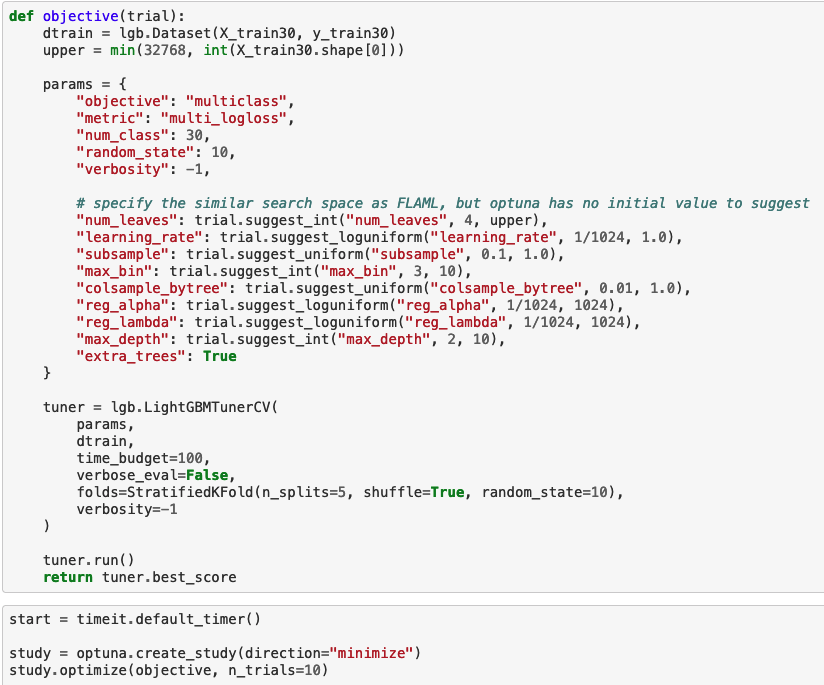 def objective(trial):
    dtrain = lgb.Dataset(X_train30, y_train30)
    upper = min(32768, int(X_train30.shape[0]))

    params = {
        "objective": "multiclass",
        "metric": "multi_logloss",
        "num_class": 30,
        "random_state": 10,
        "verbosity": -1,

        # specify the similar search space as FLAML, but optuna has no initial value to suggest
        "num_leaves": trial.suggest_int("num_leaves", 4, upper),
        "learning_rate": trial.suggest_loguniform("learning_rate", 1/1024, 1.0),
        "subsample": trial.suggest_uniform("subsample", 0.1, 1.0),
        "max_bin": trial.suggest_int("max_bin", 3, 10),
        "colsample_bytree": trial.suggest_uniform("colsample_bytree", 0.01, 1.0),
        "reg_alpha": trial.suggest_loguniform("reg_alpha", 1/1024, 1024),
        "reg_lambda": trial.suggest_loguniform("reg_lambda", 1/1024, 1024),
        "max_depth": trial.suggest_int("max_depth", 2, 10),
        "extra_trees": True
    }

    tuner = lgb.LightGBMTunerCV(
        params,
        dtrain,
        time_budget=100,
        verbose_eval=False,
        folds=StratifiedKFold(n_splits=5, shuffle=True, random_state=10),
        verbosity=-1
    )

    tuner.run()
    return tuner.best_score

start = timeit.default_timer()

study = optuna.create_study(direction="minimize")
study.optimize(objective, n_trials=10)